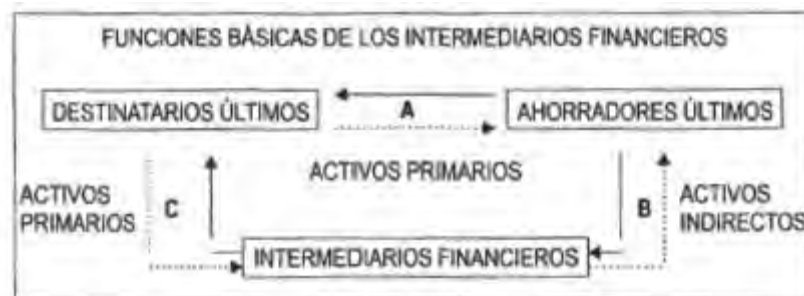 FUNCIONES BÁSICAS DE LOS INTERMEDIARIOS FINANCIEROS
DESTINATARIOS ÚLTIMOS
A
AHORRADORES ÚLTIMOS
ACTIVOS PRIMARIOS
ACTIVOS
PRIMARIOS
C
B
ACTIVOS
INDIRECTOS
INTERMEDIARIOS FINANCIEROS